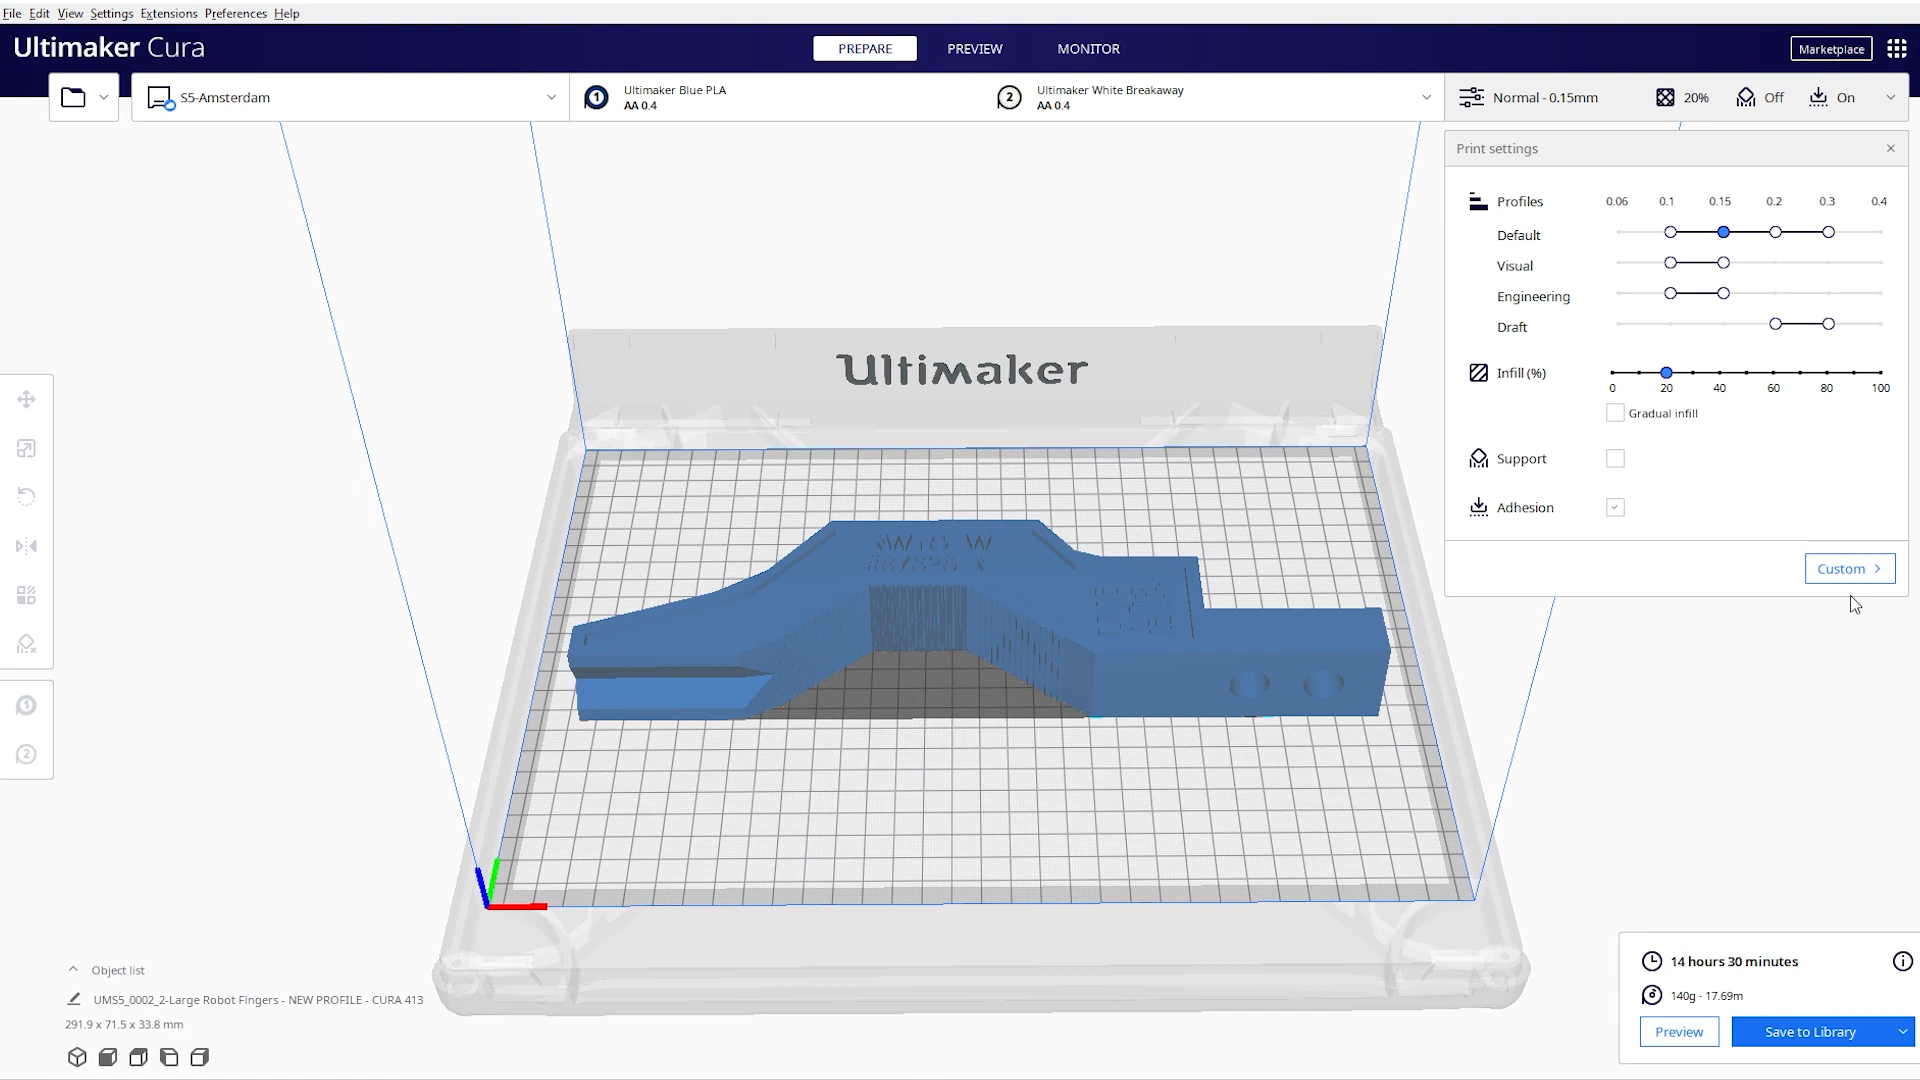 File Edit View Settings Extensions Preferences Help
Ultimaker Cura
PREPARE PREVIEW MONITOR
Marketplace
S5-Amsterdam
1 Ultimaker Blue PLA
AA 0.4
2 Ultimaker White Breakaway
AA 0.4
Normal - 0.15mm 20% Off On
Print settings
Profiles 0.06 0.1 0.15 0.2 0.3 0.4
Default
Visual
Engineering
Draft
Infill (%)
0 20 40 60 80 100
Gradual infill
Support
Adhesion
Custom
Ultimaker
1
2
Object list
UMS5_0002_2-Large Robot Fingers - NEW PROFILE - CURA 413
291.9 x 71.5 x 33.8 mm
14 hours 30 minutes
140g · 17.69m
Preview Save to Library